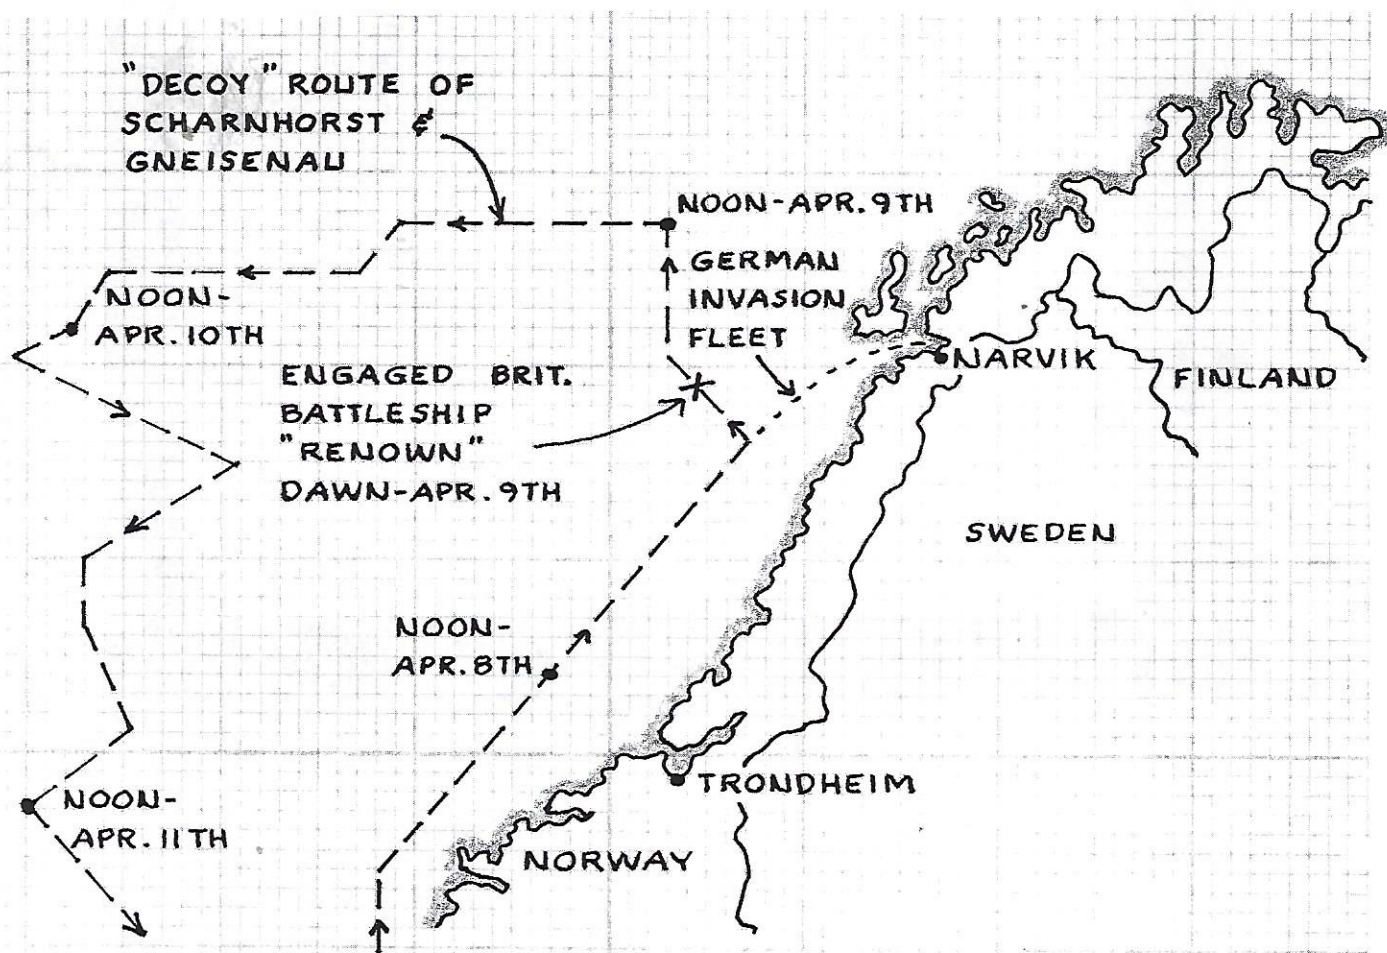 "DECOY" ROUTE OF
SCHARNHORST &
GNEISENAU
NOON-APR. 9TH
GERMAN
INVASION
FLEET
NOON-
APR. 10TH
ENGAGED BRIT.
BATTLESHIP
"RENOWN"
DAWN-APR. 9TH
NARVIK
FINLAND
SWEDEN
NOON-
APR. 8TH
TRONDHEIM
NOON-
APR. 11TH
NORWAY